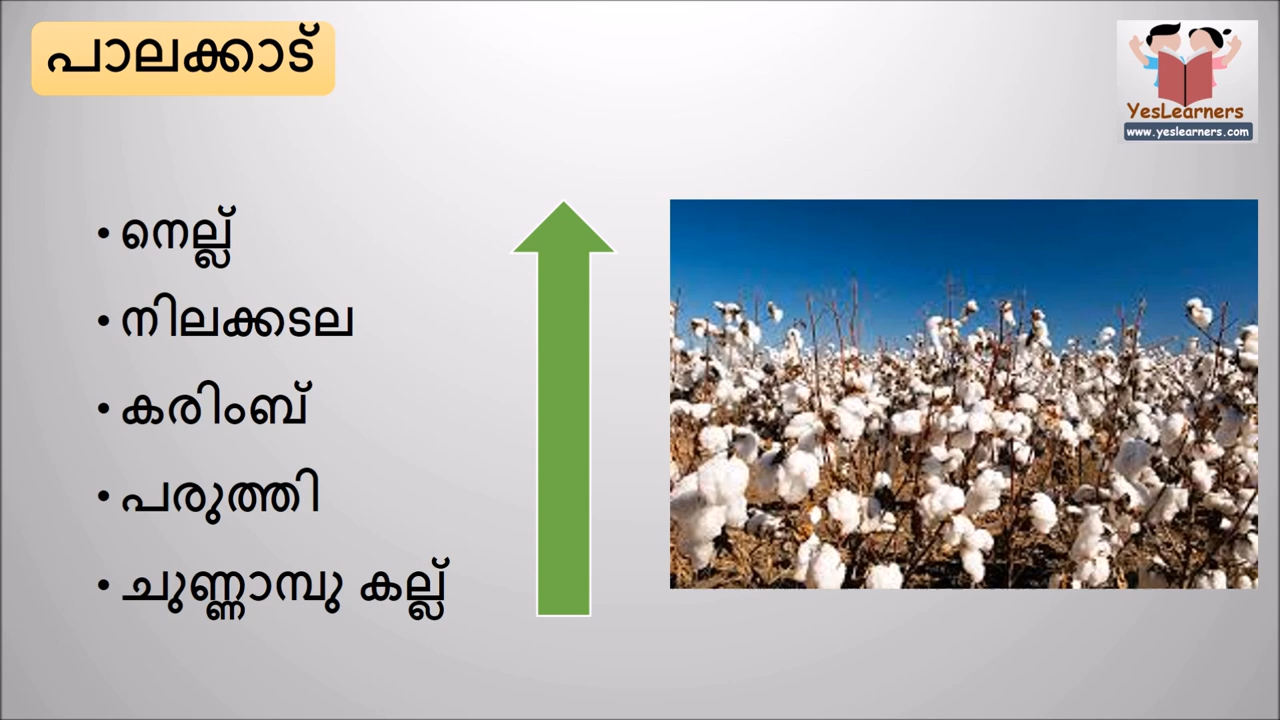 പാലക്കാട്
YesLearners
www.yeslearners.com
• നെല്ല്
• നിലക്കടല
• കരിംബ്
• പരുത്തി
• ചുണ്ണാമ്പു കല്ല്